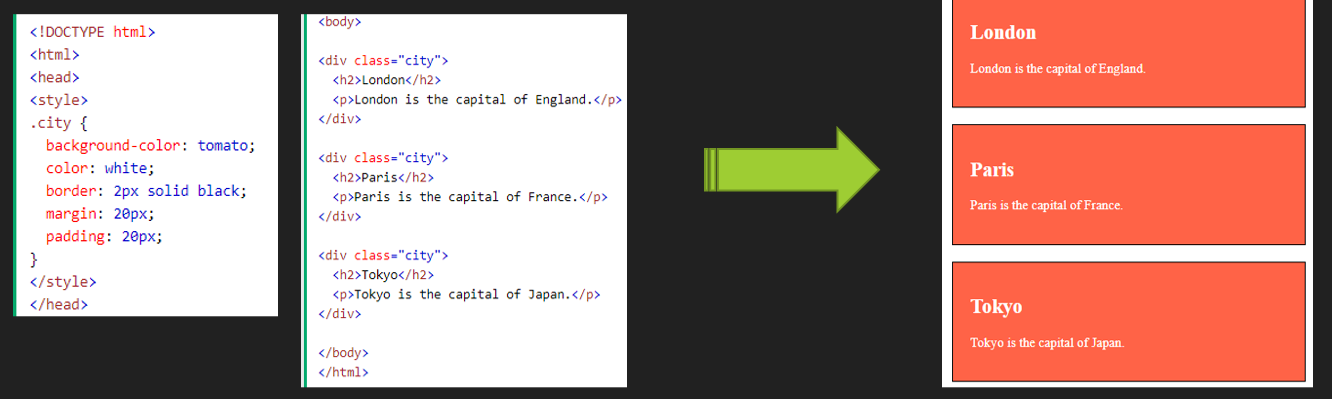 <!DOCTYPE html>
<html>
<head>
<style>
.city {
  background-color: tomato;
  color: white;
  border: 2px solid black;
  margin: 20px;
  padding: 20px;
}
</style>
</head>
<body>
<div class="city">
  <h2>London</h2>
  <p>London is the capital of England.</p>
</div>
<div class="city">
  <h2>Paris</h2>
  <p>Paris is the capital of France.</p>
</div>
<div class="city">
  <h2>Tokyo</h2>
  <p>Tokyo is the capital of Japan.</p>
</div>
</body>
</html>
London
London is the capital of England.
Paris
Paris is the capital of France.
Tokyo
Tokyo is the capital of Japan.